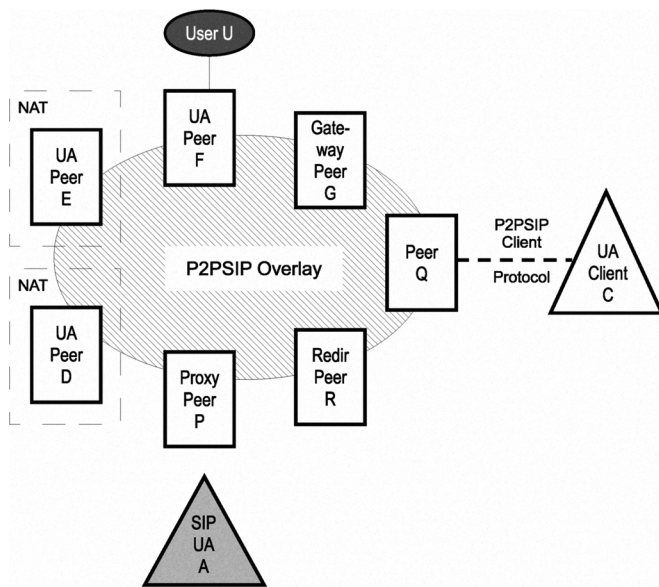 User U
NAT
UA
Peer
E
UA
Peer
F
Gate-
way
Peer
G
P2PSIP Overlay
Peer
Q
P2PSIP
Client
Protocol
UA
Client
C
NAT
UA
Peer
D
Proxy
Peer
P
Redir
Peer
R
SIP
UA
A